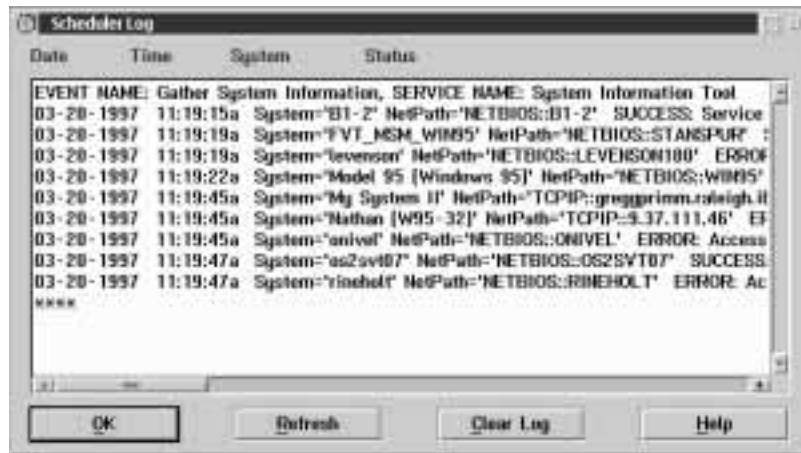 Scheduler Log
Date Time System Status
EVENT NAME: Gather System Information, SERVICE NAME: System Information Tool
03-20-1997 11:19:15a System='B1-2' NetPath='NETBIOS::B1-2' SUCCESS: Service
03-20-1997 11:19:19a System='FVT_MSM_WIN95' NetPath='NETBIOS::STANSPUR'
03-20-1997 11:19:19a System='levenson' NetPath='NETBIOS::LEVENSON100' ERROR
03-20-1997 11:19:22a System='Model 95 [Windows 95]' NetPath='NETBIOS::WIN95'
03-20-1997 11:19:45a System='My System II' NetPath='TCPIP::greggprimm.raleigh.i
03-20-1997 11:19:45a System='Nathan [W95-32]' NetPath='TCPIP::9.37.111.46' ER
03-20-1997 11:19:45a System='onivel' NetPath='NETBIOS::ONIVEL' ERROR: Access
03-20-1997 11:19:47a System='os2svt07' NetPath='NETBIOS::OS2SVT07' SUCCESS:
03-20-1997 11:19:47a System='rineholt' NetPath='NETBIOS::RINEHOLT' ERROR: Ac
****
OK Refresh Clear Log Help